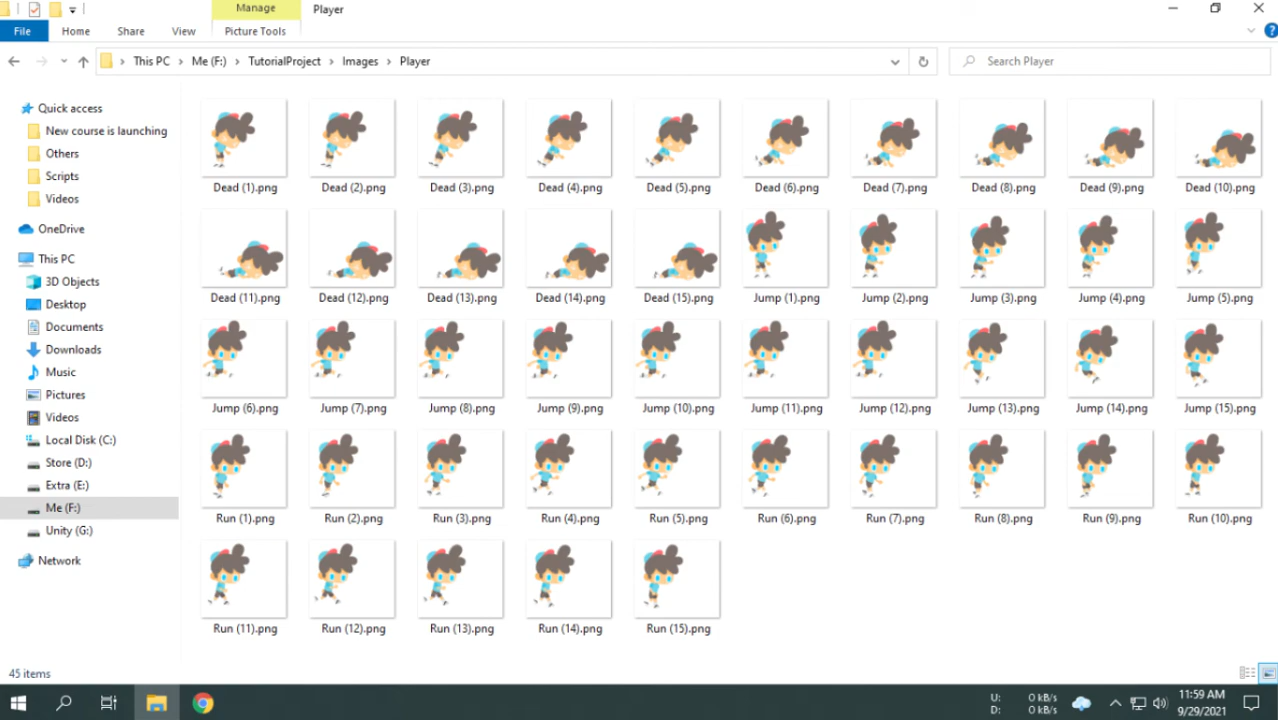 Manage
Player
File
Home
Share
View
Picture Tools
This PC
Me (F:)
TutorialProject
Images
Player
Search Player
Quick access
New course is launching
Others
Scripts
Videos
OneDrive
This PC
3D Objects
Desktop
Documents
Downloads
Music
Pictures
Videos
Local Disk (C:)
Store (D:)
Extra (E:)
Me (F:)
Unity (G:)
Network
Dead (1).png Dead (2).png Dead (3).png Dead (4).png Dead (5).png Dead (6).png Dead (7).png Dead (8).png Dead (9).png Dead (10).png
Dead (11).png Dead (12).png Dead (13).png Dead (14).png Dead (15).png Jump (1).png Jump (2).png Jump (3).png Jump (4).png Jump (5).png
Jump (6).png Jump (7).png Jump (8).png Jump (9).png Jump (10).png Jump (11).png Jump (12).png Jump (13).png Jump (14).png Jump (15).png
Run (1).png Run (2).png Run (3).png Run (4).png Run (5).png Run (6).png Run (7).png Run (8).png Run (9).png Run (10).png
Run (11).png Run (12).png Run (13).png Run (14).png Run (15).png
45 items
U: 0 kB/s
D: 0 kB/s
11:59 AM
9/29/2021